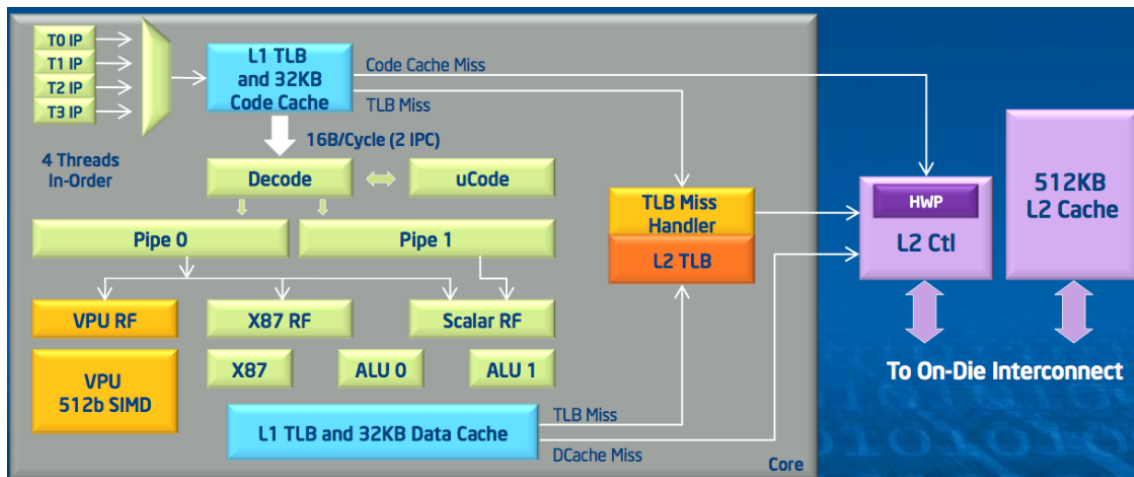 T0 IP
T1 IP
T2 IP
T3 IP
4 Threads
In-Order
L1 TLB
and 32KB
Code Cache
Code Cache Miss
TLB Miss
16B/Cycle (2 IPC)
Decode
uCode
Pipe 0
Pipe 1
VPU RF
X87 RF
Scalar RF
VPU
512b SIMD
X87
ALU 0
ALU 1
L1 TLB and 32KB Data Cache
TLB Miss
DCache Miss
TLB Miss
Handler
L2 TLB
Core
HWP
L2 Ctl
512KB
L2 Cache
To On-Die Interconnect